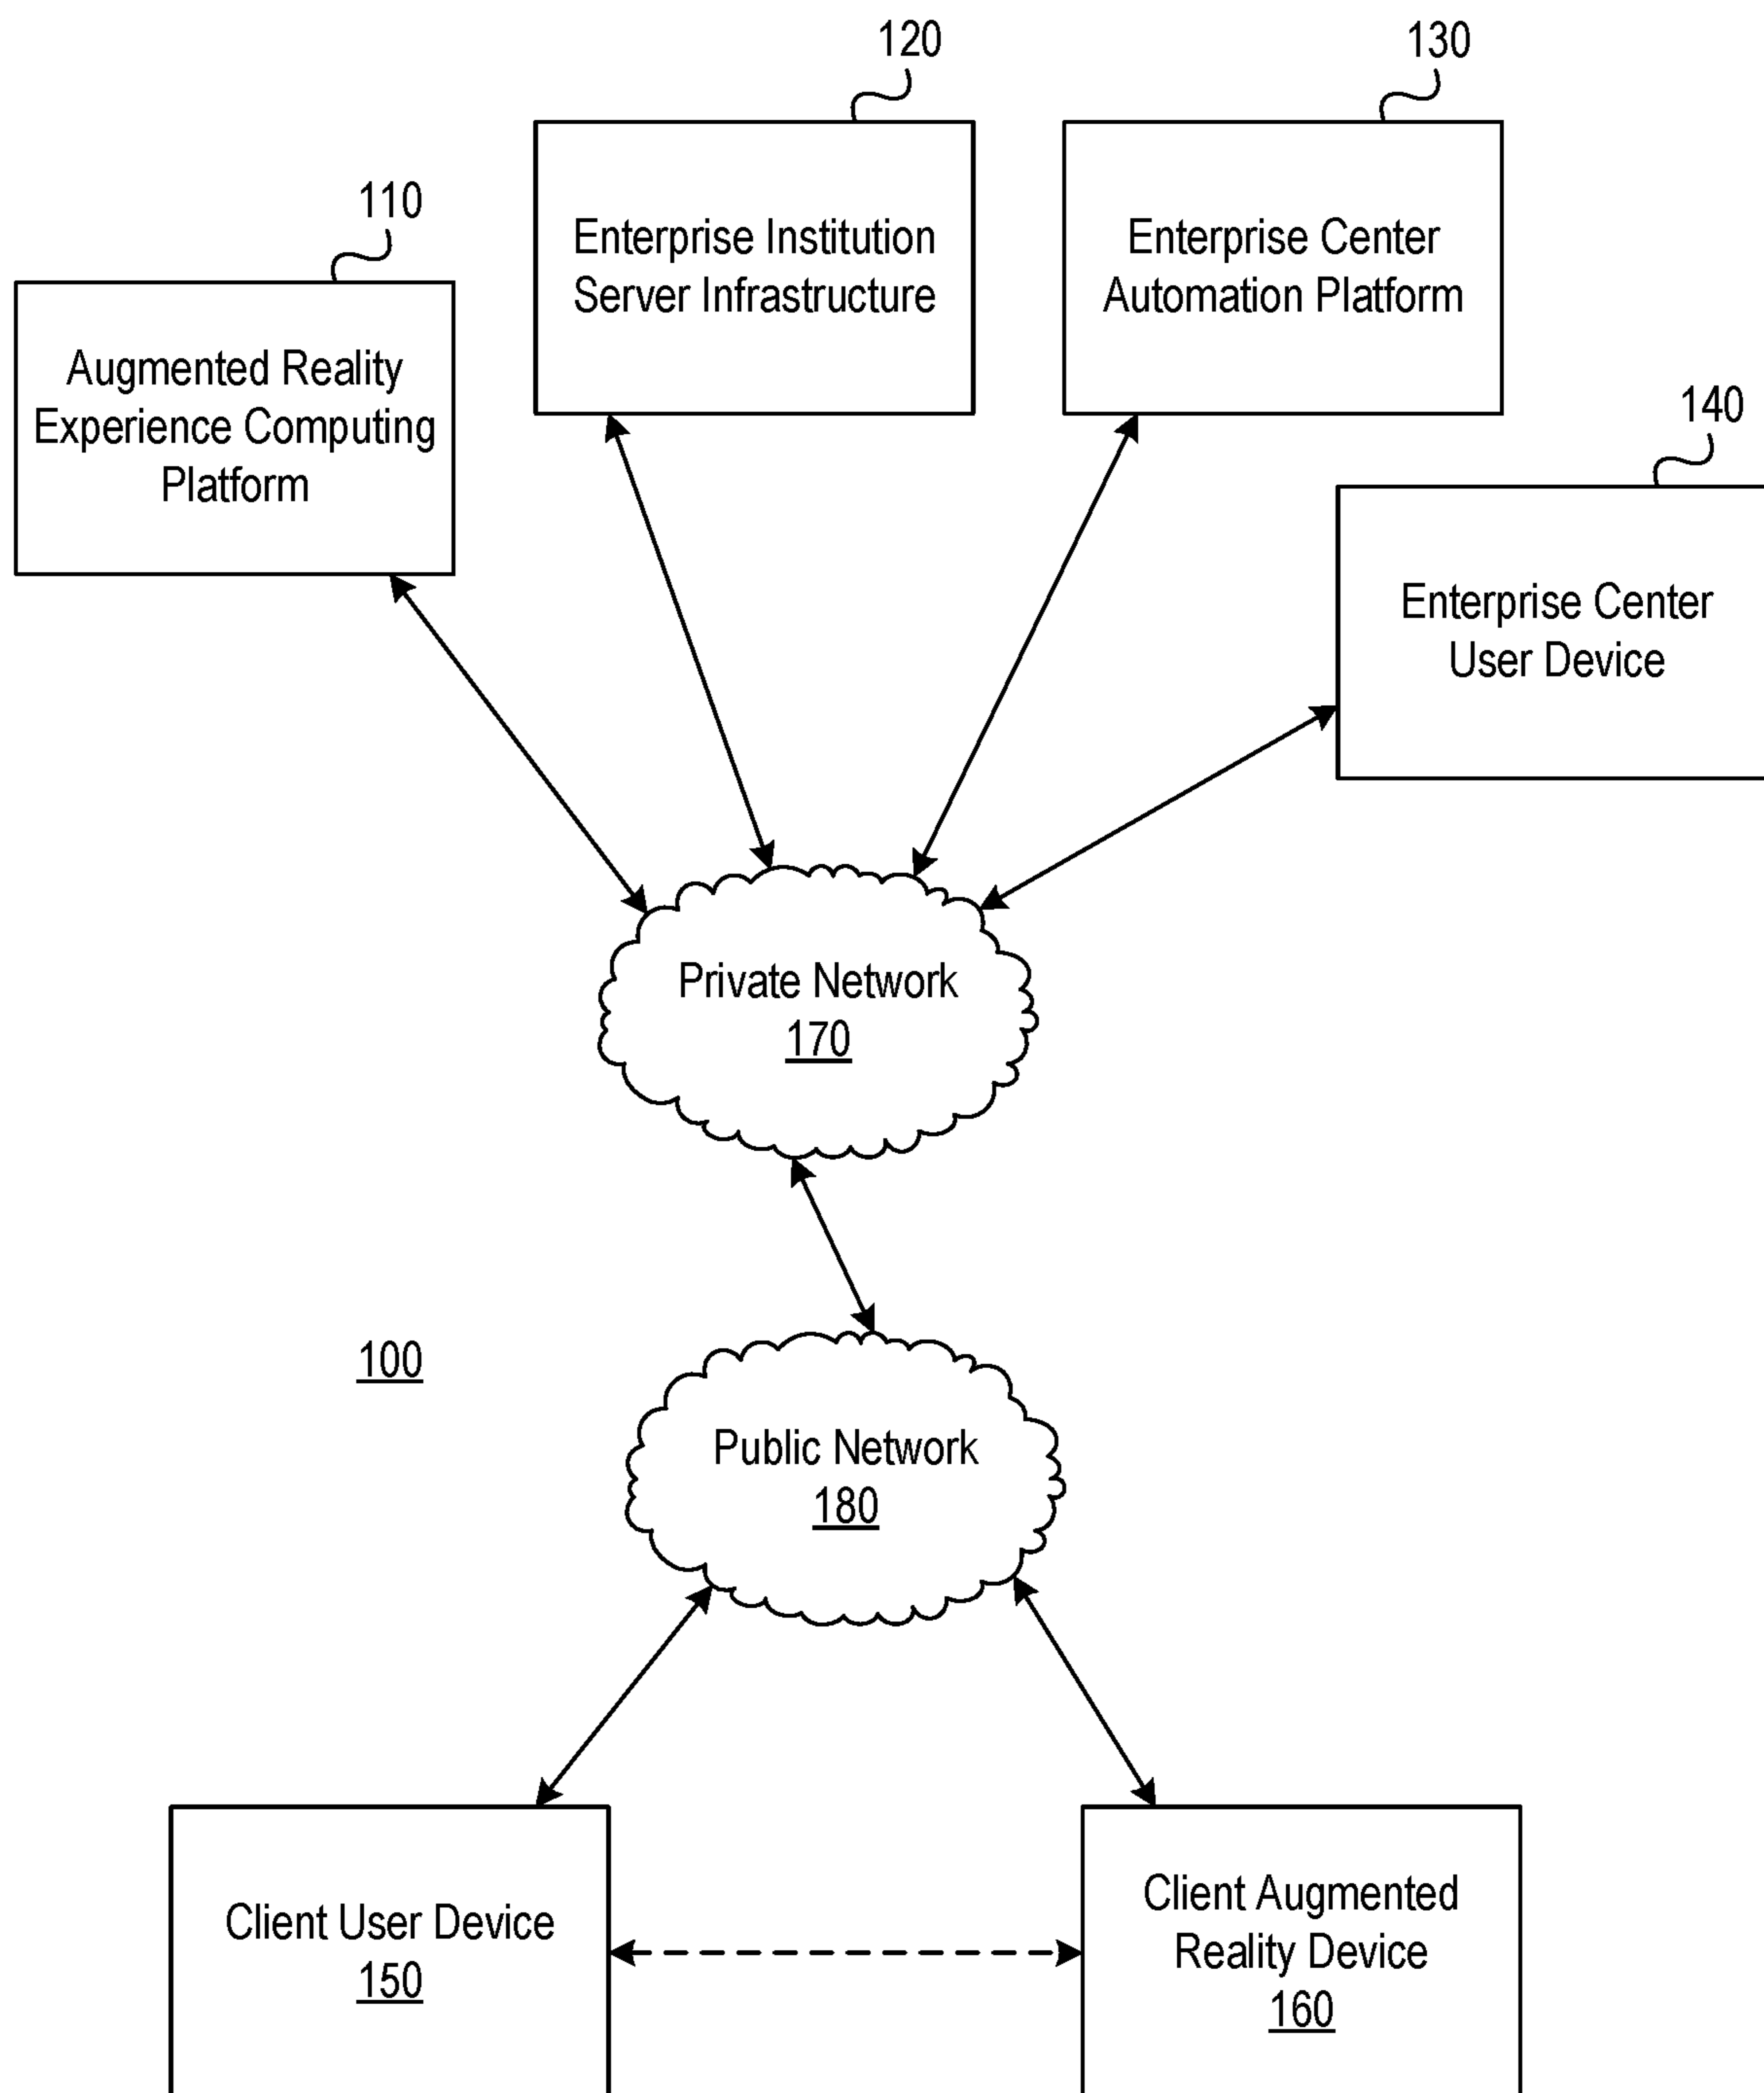 120
130
110
Enterprise Institution
Server Infrastructure
Enterprise Center
Automation Platform
Augmented Reality
Experience Computing
Platform
140
Enterprise Center
User Device
Private Network
170
100
Public Network
180
Client User Device
150
Client Augmented
Reality Device
160